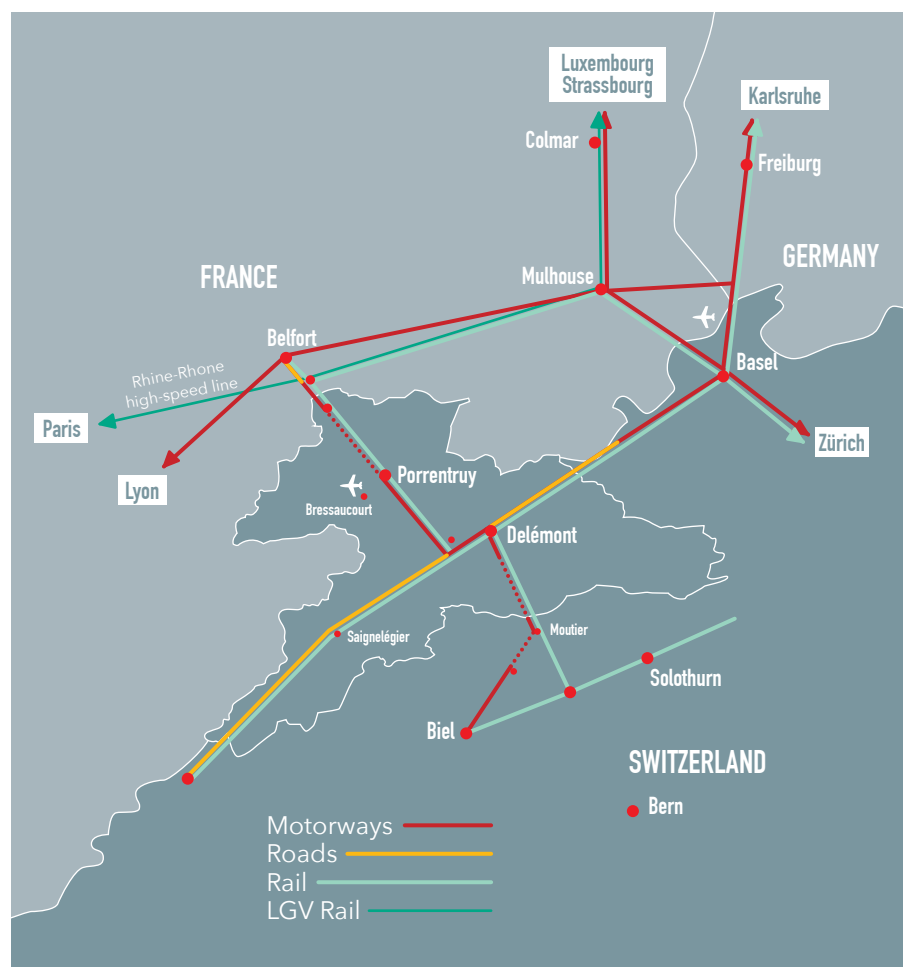 Luxembourg
Strassbourg
Karlsruhe
Colmar
Freiburg
GERMANY
FRANCE
Mulhouse
Belfort
Basel
Rhine-Rhone
high-speed line
Paris
Zürich
Lyon
Porrentruy
Bressaucourt
Delémont
Saignelégier
Moutier
Solothurn
Biel
SWITZERLAND
Bern
Motorways
Roads
Rail
LGV Rail